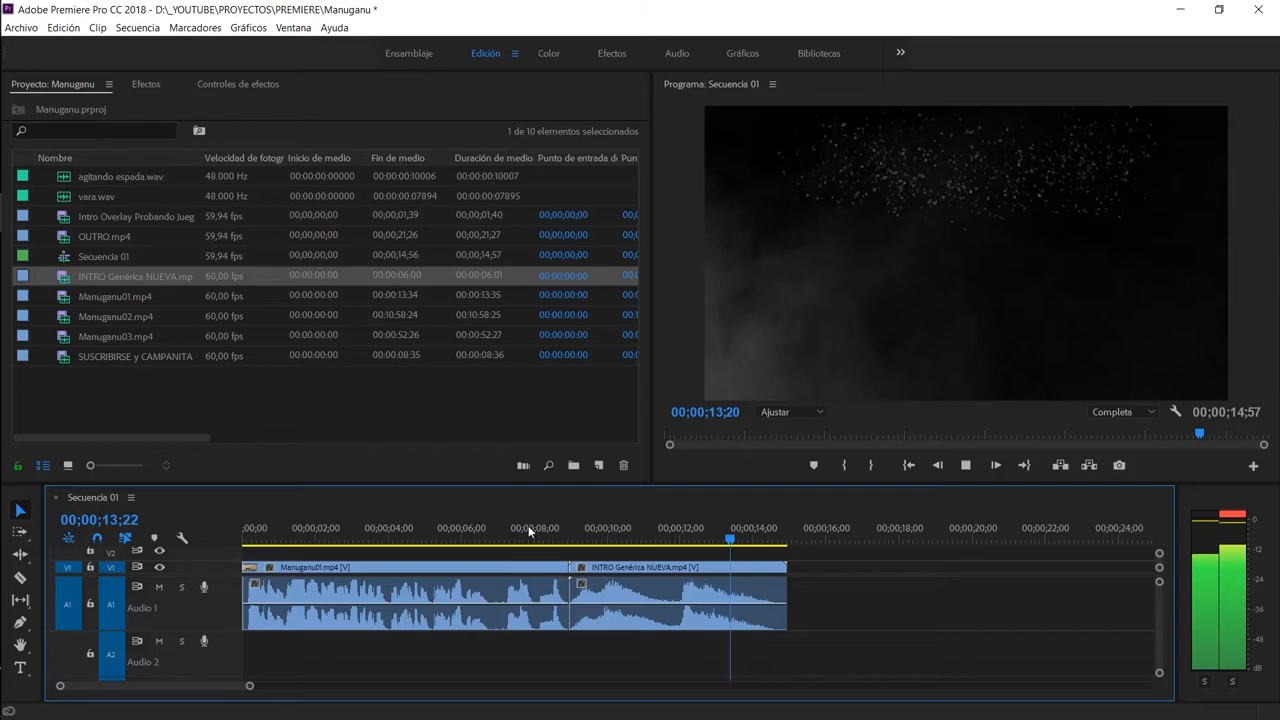 Adobe Premiere Pro CC 2018 - D:\_YOUTUBE\PROYECTOS\PREMIERE\Manuganu *
Archivo Edición Clip Secuencia Marcadores Gráficos Ventana Ayuda
Ensamblaje Edición Color Efectos Audio Gráficos Bibliotecas
Proyecto: Manuganu Efectos Controles de efectos
Programa: Secuencia 01
Manuganu.prproj
1 de 10 elementos seleccionados
Nombre Velocidad de fotogr Inicio de medio Fin de medio Duración de medio Punto de entrada d Pun
agitando espada.wav 48.000 Hz 00:00:00:00000 00:00:00:10006 00:00:00:10007
vara.wav 48.000 Hz 00:00:00:00000 00:00:00:07894 00:00:00:07895
Intro Overlay Probando Jueg 59,94 fps 00;00;00;00 00;00;01;39 00;00;01;40 00;00;00;00 00;
OUTRO.mp4 59,94 fps 00;00;00;00 00;00;21;26 00;00;21;27 00;00;00;00 00;
Secuencia 01 59,94 fps 00;00;00;00 00;00;14;56 00;00;14;57 00;00;00;00 00;
INTRO Genérica NUEVA.mp 60,00 fps 00:00:00:00 00:00:06:00 00:00:06:01 00:00:00:00 00:
Manuganu01.mp4 60,00 fps 00:00:00:00 00:00:13:34 00:00:13:35 00:00:00:00 00:
Manuganu02.mp4 60,00 fps 00:00:00:00 00:10:58:24 00:10:58:25 00:00:00:00 00:
Manuganu03.mp4 60,00 fps 00:00:00:00 00:00:52:26 00:00:52:27 00:00:00:00 00:
SUSCRIBIRSE y CAMPANITA 60,00 fps 00:00:00:00 00:00:08:35 00:00:08:36 00:00:00:00 00:
00;00;13;20 Ajustar Completa 00;00;14;57
Secuencia 01
00;00;13;22
;00;00 00;00;02;00 00;00;04;00 00;00;06;00 00;00;08;00 00;00;10;00 00;00;12;00 00;00;14;00 00;00;16;00 00;00;18;00 00;00;20;00 00;00;22;00 00;00;24;00
V2
V1 V1 fx Manuganu01.mp4 [V] fx INTRO Genérica NUEVA.mp4 [V]
M S
A1 A1 Audio 1
M S
A2 Audio 2
0
-6
-12
-18
-24
-30
-36
-42
-48
-54
dB
S S